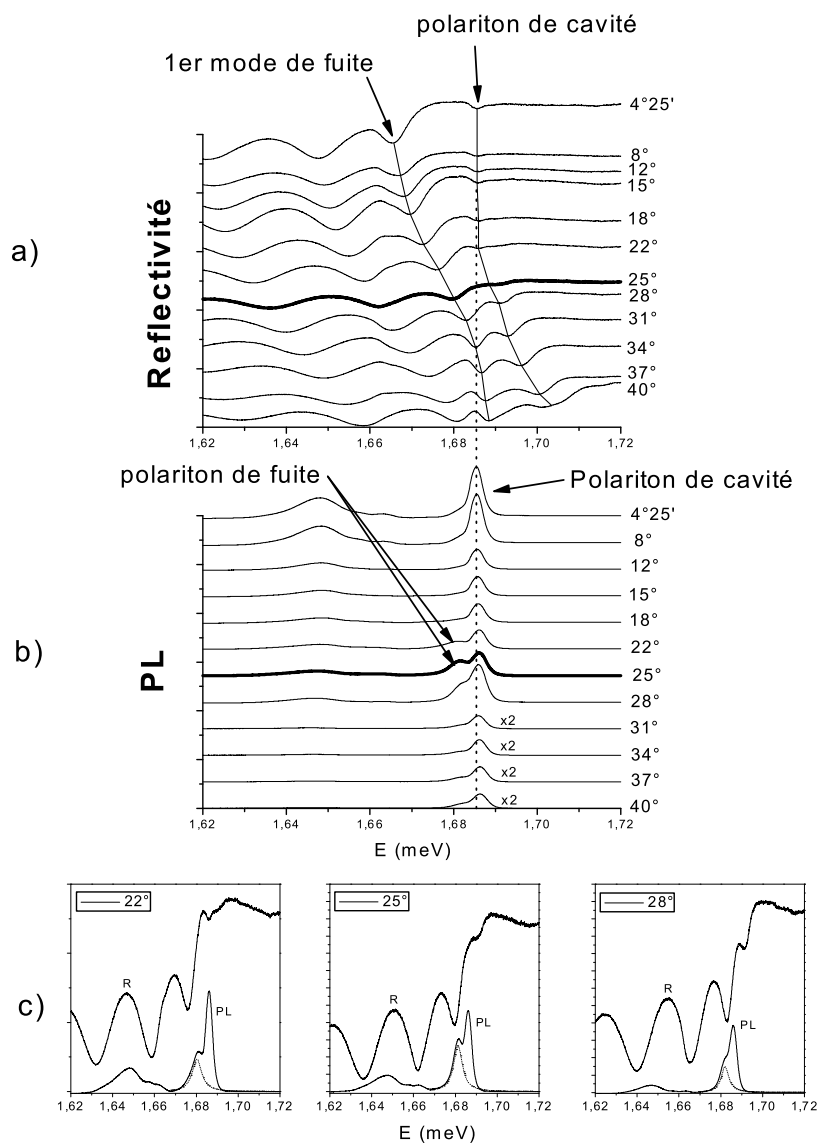 polariton de cavité
1er mode de fuite
4°25'
8°
12°
15°
18°
22°
25°
28°
31°
34°
37°
40°
a)
Reflectivité
1,62 1,64 1,66 1,68 1,70 1,72
polariton de fuite
Polariton de cavité
4°25'
8°
12°
15°
18°
22°
25°
28°
x2 31°
x2 34°
x2 37°
x2 40°
b)
PL
1,62 1,64 1,66 1,68 1,70 1,72
E (meV)
c)
22°
R
PL
1,62 1,64 1,66 1,68 1,70 1,72
25°
R
PL
1,62 1,64 1,66 1,68 1,70 1,72
28°
R
PL
1,62 1,64 1,66 1,68 1,70 1,72
E (meV)